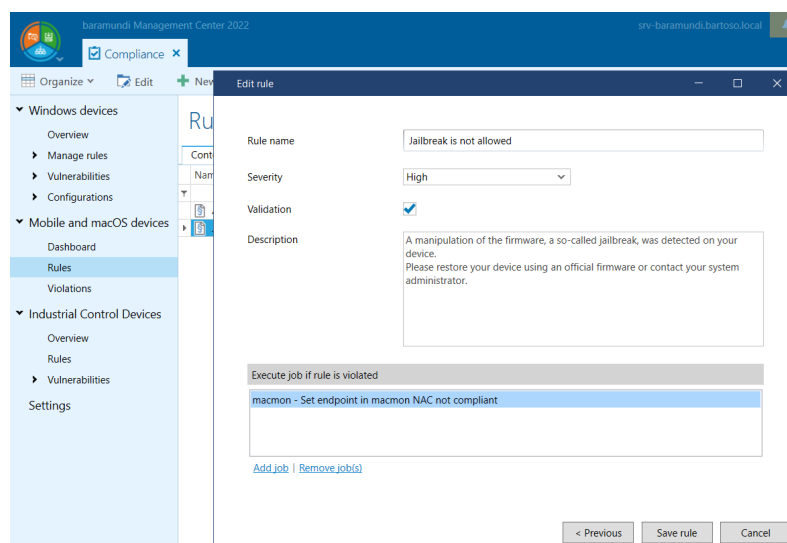 baramundi Management Center 2022
srv-baramundi.bartoso.local
Compliance
Organize
Edit
New
Windows devices
Overview
Manage rules
Vulnerabilities
Configurations
Mobile and macOS devices
Dashboard
Rules
Violations
Industrial Control Devices
Overview
Rules
Vulnerabilities
Settings
Edit rule
Rule name
Jailbreak is not allowed
Severity
High
Validation
Description
A manipulation of the firmware, a so-called jailbreak, was detected on your
device.
Please restore your device using an official firmware or contact your system
administrator.
Execute job if rule is violated
macmon - Set endpoint in macmon NAC not compliant
Add job | Remove job(s)
< Previous
Save rule
Cancel